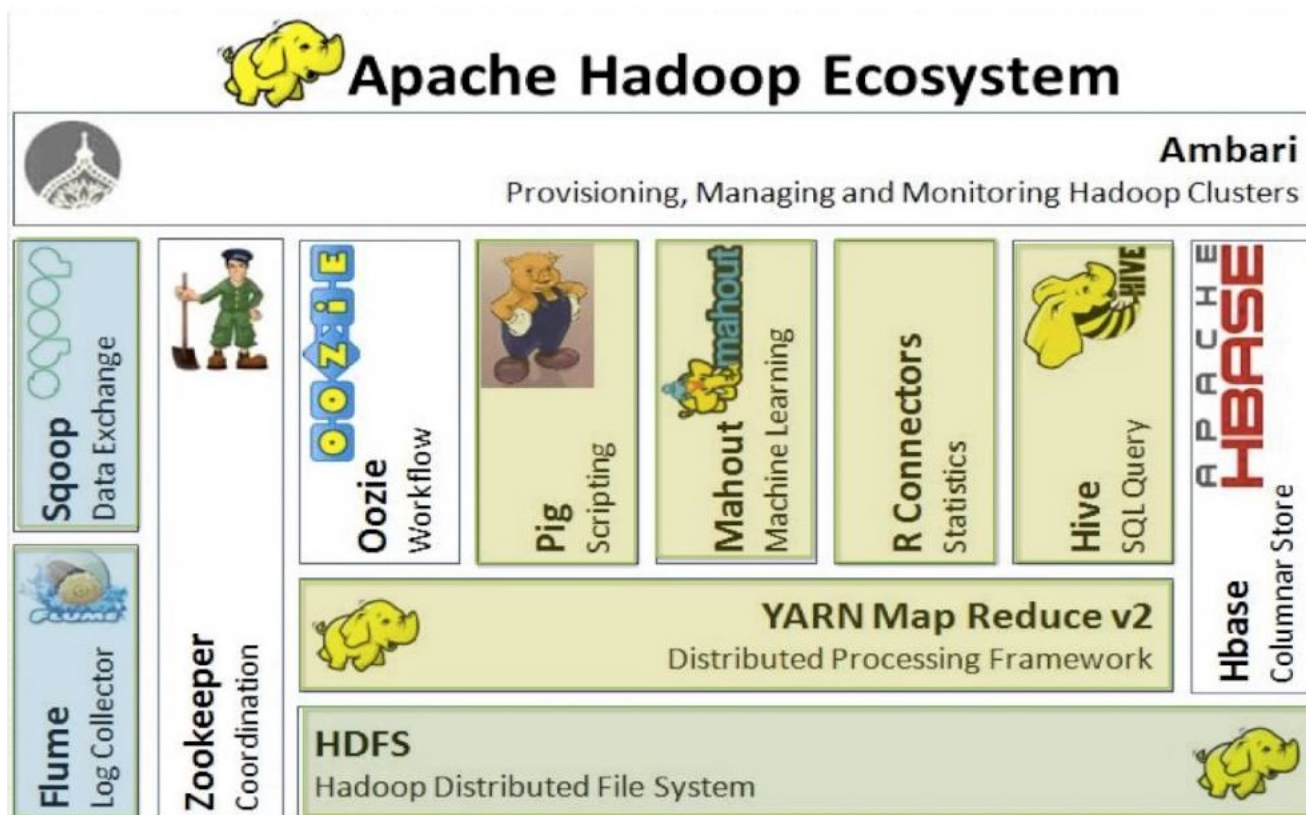 Apache Hadoop Ecosystem
Ambari
Provisioning, Managing and Monitoring Hadoop Clusters
sqoop
Sqoop
Data Exchange
FLUME
Flume
Log Collector
Zookeeper
Coordination
OOZIE
Oozie
Workflow
Pig
Scripting
mahout
Mahout
Machine Learning
R Connectors
Statistics
HIVE
Hive
SQL Query
APACHE
HBASE
Hbase
Columnar Store
YARN Map Reduce v2
Distributed Processing Framework
HDFS
Hadoop Distributed File System